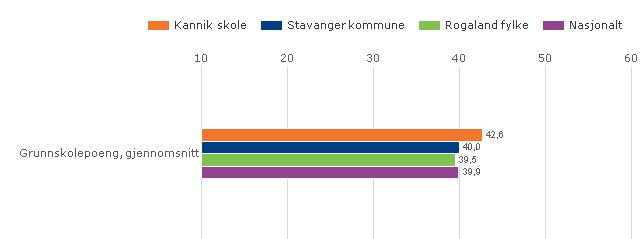 Kannik skole Stavanger kommune Rogaland fylke Nasjonalt
10 20 30 40 50 60
42,6
Grunnskolepoeng, gjennomsnitt 40,0
39,5
39,9